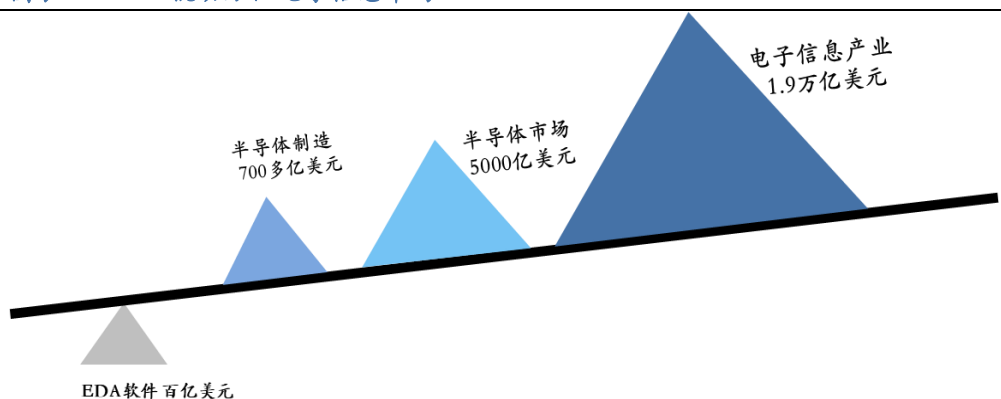 半导体制造
700多亿美元
半导体市场
5000亿美元
电子信息产业
1.9万亿美元
EDA软件 百亿美元